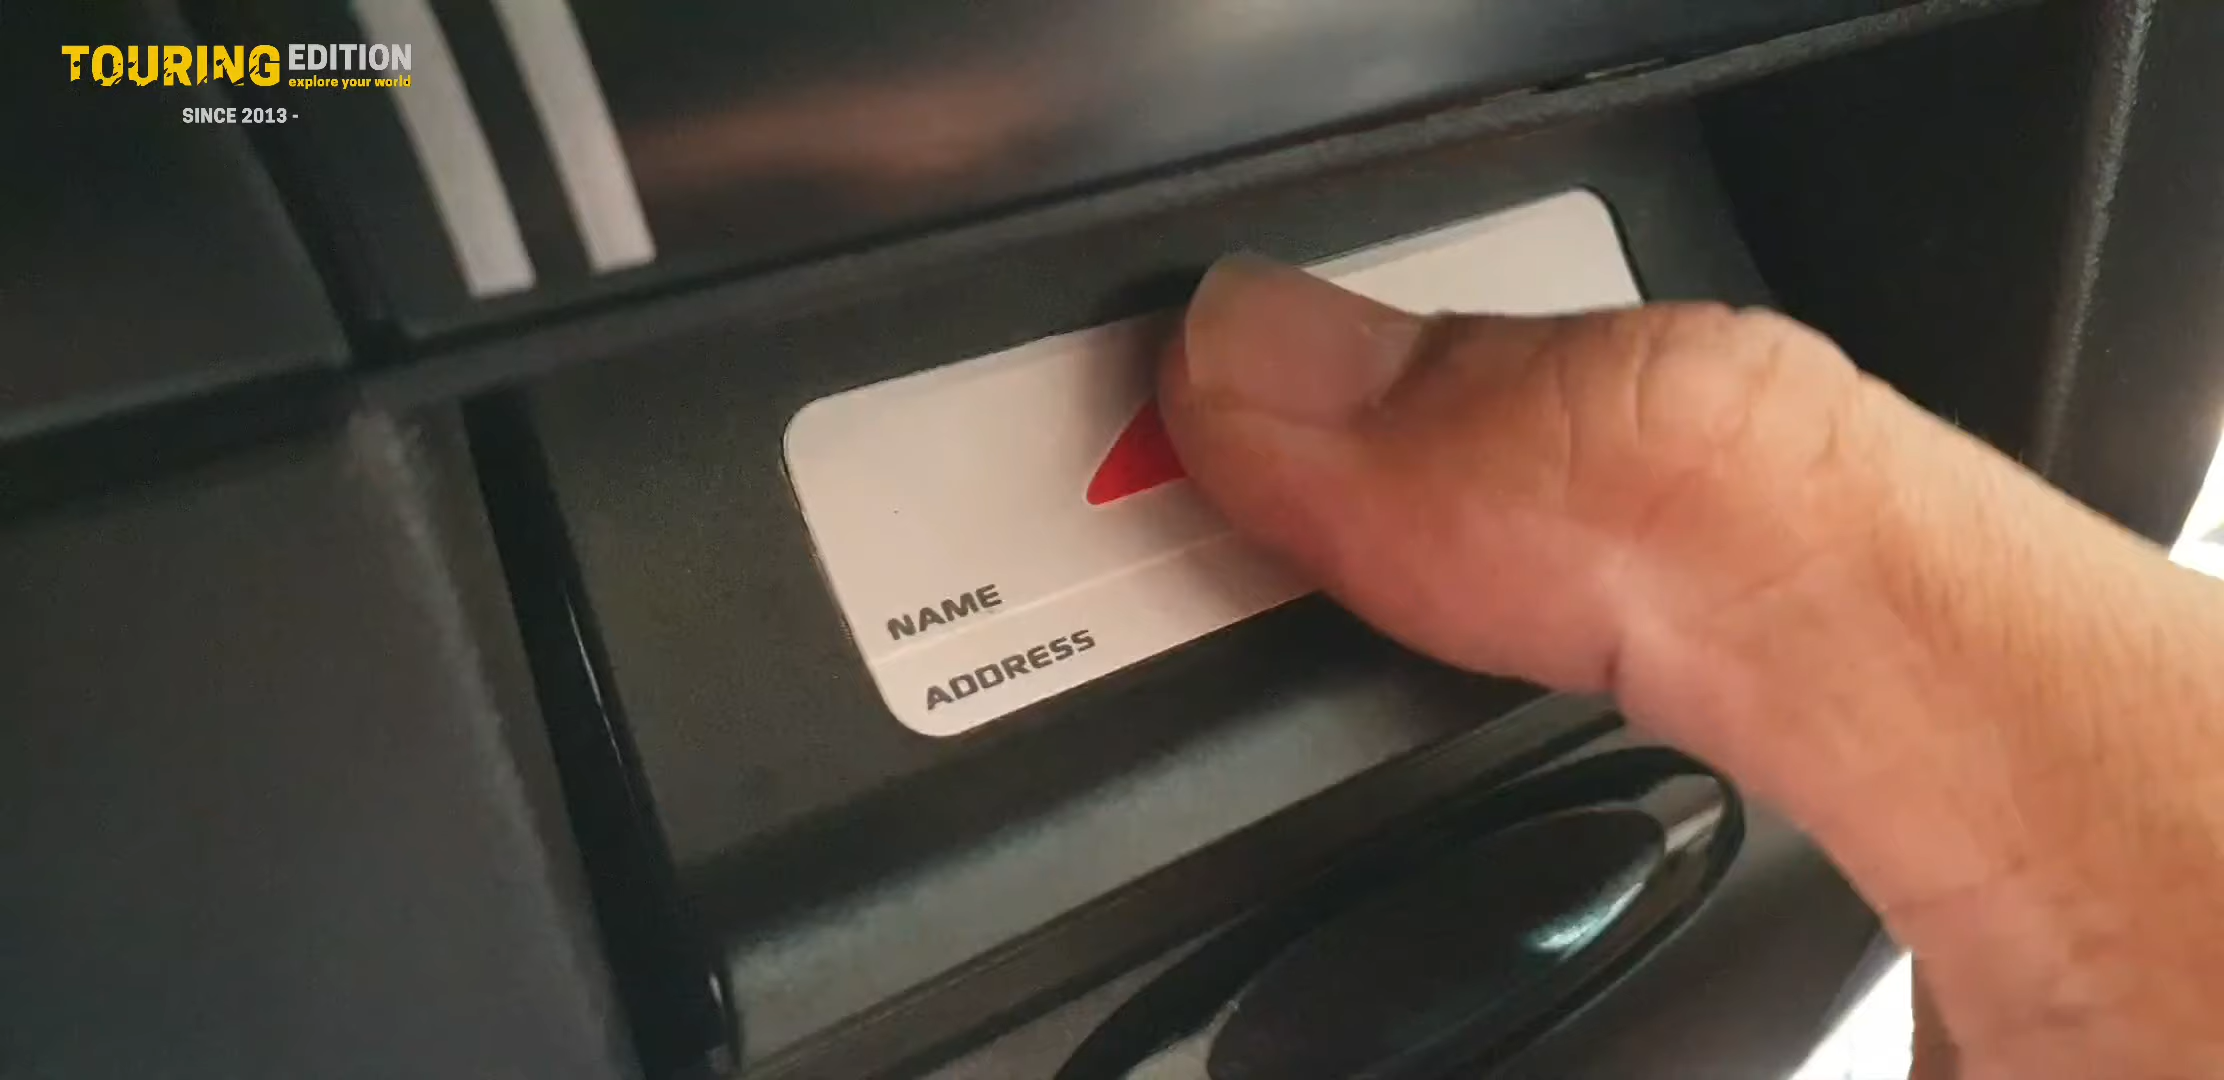 TOURING EDITION
explore your world
SINCE 2013 -
NAME
ADDRESS